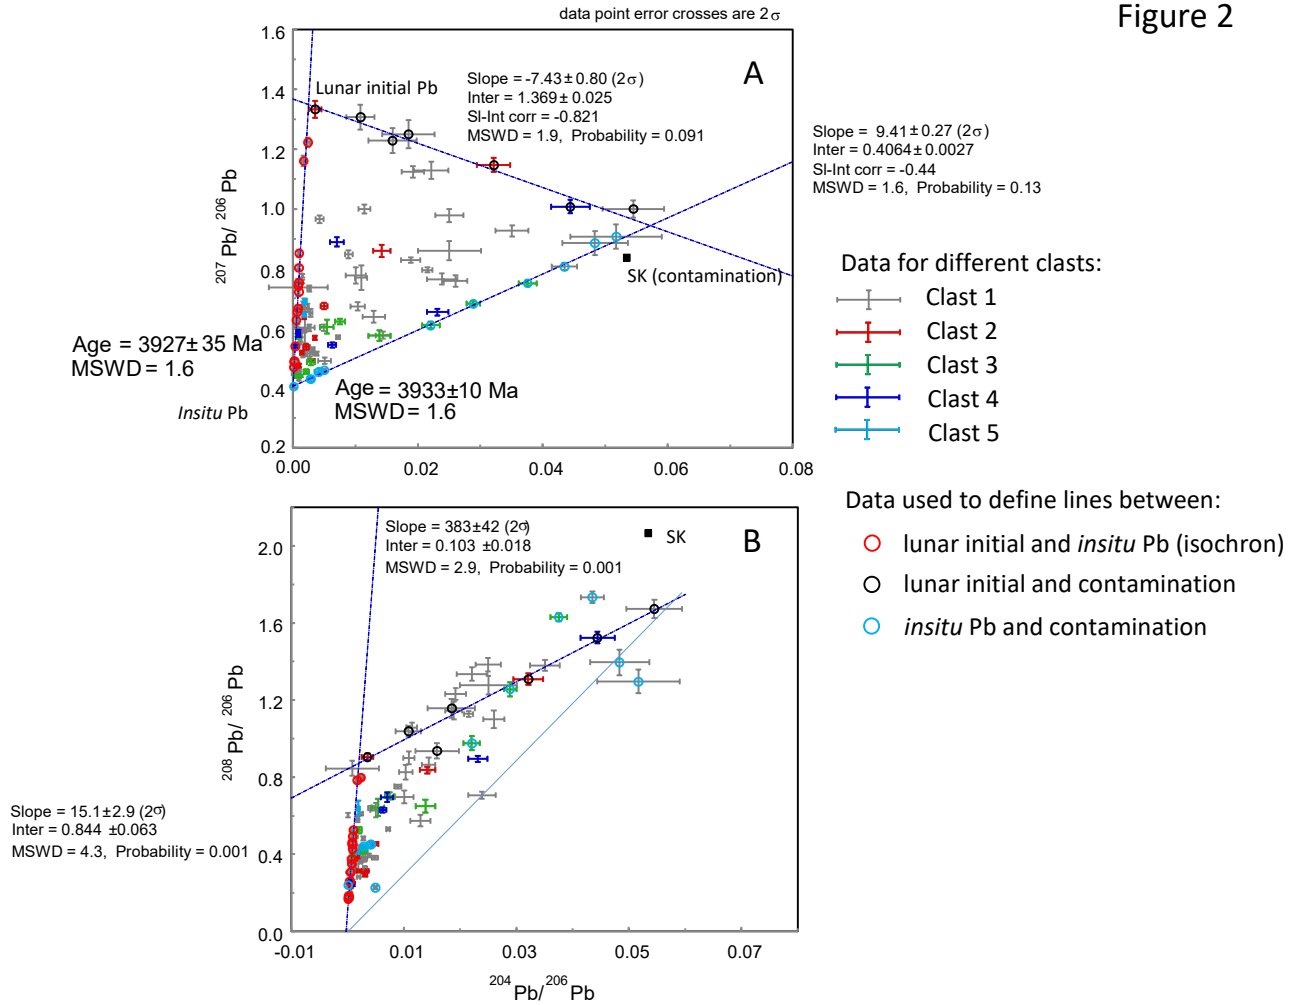 Figure 2
data point error crosses are 2σ
1.6
1.4
1.2
1.0
0.8
0.6
0.4
0.2
207Pb/ 206 Pb
A
Lunar initial Pb
Slope = -7.43± 0.80 (2σ)
Inter = 1.369± 0.025
Sl-Int corr = -0.821
MSWD = 1.9, Probability = 0.091
Slope = 9.41± 0.27 (2σ)
Inter = 0.4064± 0.0027
Sl-Int corr = -0.44
MSWD = 1.6, Probability = 0.13
SK (contamination)
Age = 3927± 35 Ma
MSWD = 1.6
Age = 3933±10 Ma
MSWD = 1.6
Insitu Pb
0.00 0.02 0.04 0.06 0.08
Data for different clasts:
Clast 1
Clast 2
Clast 3
Clast 4
Clast 5
Data used to define lines between:
lunar initial and insitu Pb (isochron)
lunar initial and contamination
insitu Pb and contamination
Slope = 383±42 (2σ)
Inter = 0.103 ±0.018
MSWD = 2.9, Probability = 0.001
SK
B
2.0
1.6
1.2
0.8
0.4
0.0
208 Pb/ 206 Pb
Slope = 15.1±2.9 (2σ)
Inter = 0.844 ±0.063
MSWD = 4.3, Probability = 0.001
-0.01 0.01 0.03 0.05 0.07
204 Pb/206Pb